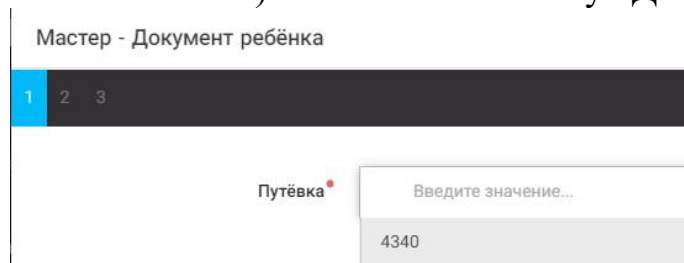 Мастер - Документ ребёнка
1 2 3
Путёвка
Введите значение...
4340